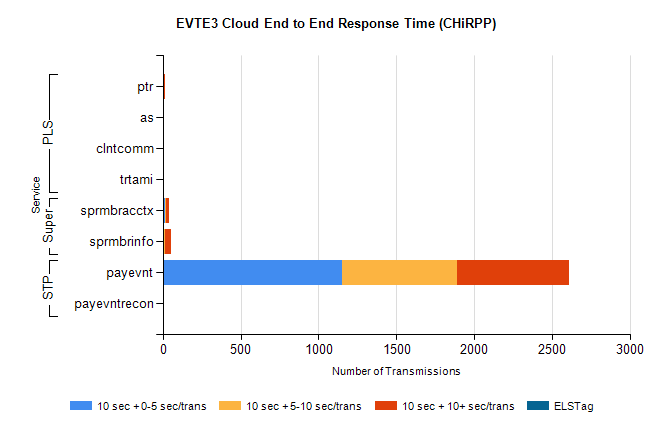 EVTE3 Cloud End to End Response Time (CHiRPP)
Service
PLS
ptr
as
clntcomm
trtami
Super
sprmbracctx
sprmbrinfo
STP
payevnt
payevntrecon
0 500 1000 1500 2000 2500 3000
Number of Transmissions
10 sec +0-5 sec/trans 10 sec +5-10 sec/trans 10 sec + 10+ sec/trans ELSTag